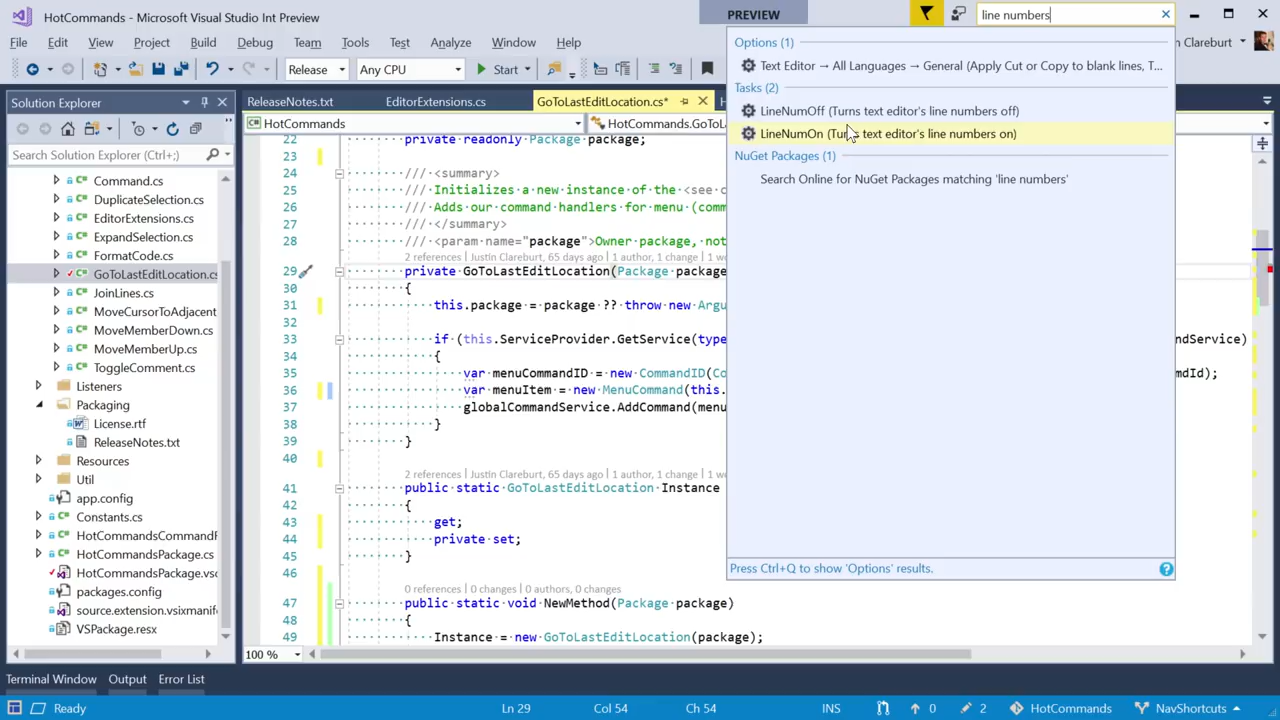 HotCommands - Microsoft Visual Studio Int Preview
PREVIEW
line numbers
File Edit View Project Build Debug Team Tools Test Analyze Window Help
Clareburt
Release Any CPU Start
Options (1)
Text Editor → All Languages → General (Apply Cut or Copy to blank lines, T...
Tasks (2)
LineNumOff (Turns text editor's line numbers off)
LineNumOn (Turns text editor's line numbers on)
NuGet Packages (1)
Search Online for NuGet Packages matching 'line numbers'
Press Ctrl+Q to show 'Options' results.
Solution Explorer
Search Solution Explorer (Ctrl+;)
Command.cs
DuplicateSelection.cs
EditorExtensions.cs
ExpandSelection.cs
FormatCode.cs
GoToLastEditLocation.cs
JoinLines.cs
MoveCursorToAdjacent
MoveMemberDown.cs
MoveMemberUp.cs
ToggleComment.cs
Listeners
Packaging
License.rtf
ReleaseNotes.txt
Resources
Util
app.config
Constants.cs
HotCommandsCommandF
HotCommandsPackage.cs
HotCommandsPackage.vsc
packages.config
source.extension.vsixmanif
VSPackage.resx
ReleaseNotes.txt EditorExtensions.cs GoToLastEditLocation.cs*
HotCommands HotCommands.GoToLa
22 private readonly Package package;
23
24 /// <summary>
25 /// Initializes a new instance of the <see c
26 /// Adds our command handlers for menu (comm
27 /// </summary>
28 /// <param name="package">Owner package, not
2 references | Justin Clareburt, 65 days ago | 1 author, 1 change | 1 w
29 private GoToLastEditLocation(Package package
30 {
31 this.package = package ?? throw new Argu
32
33 if (this.ServiceProvider.GetService(type ndService)
34 {
35 var menuCommandID = new CommandID(Co mdId);
36 var menuItem = new MenuCommand(this.
37 globalCommandService.AddCommand(menu
38 }
39 }
40
2 references | Justin Clareburt, 65 days ago | 1 author, 1 change | 1 w
41 public static GoToLastEditLocation Instance
42 {
43 get;
44 private set;
45 }
46
0 references | 0 changes | 0 authors, 0 changes
47 public static void NewMethod(Package package)
48 {
49 Instance = new GoToLastEditLocation(package);
100 %
Terminal Window Output Error List
Ready Ln 29 Col 54 Ch 54 INS 0 2 HotCommands NavShortcuts